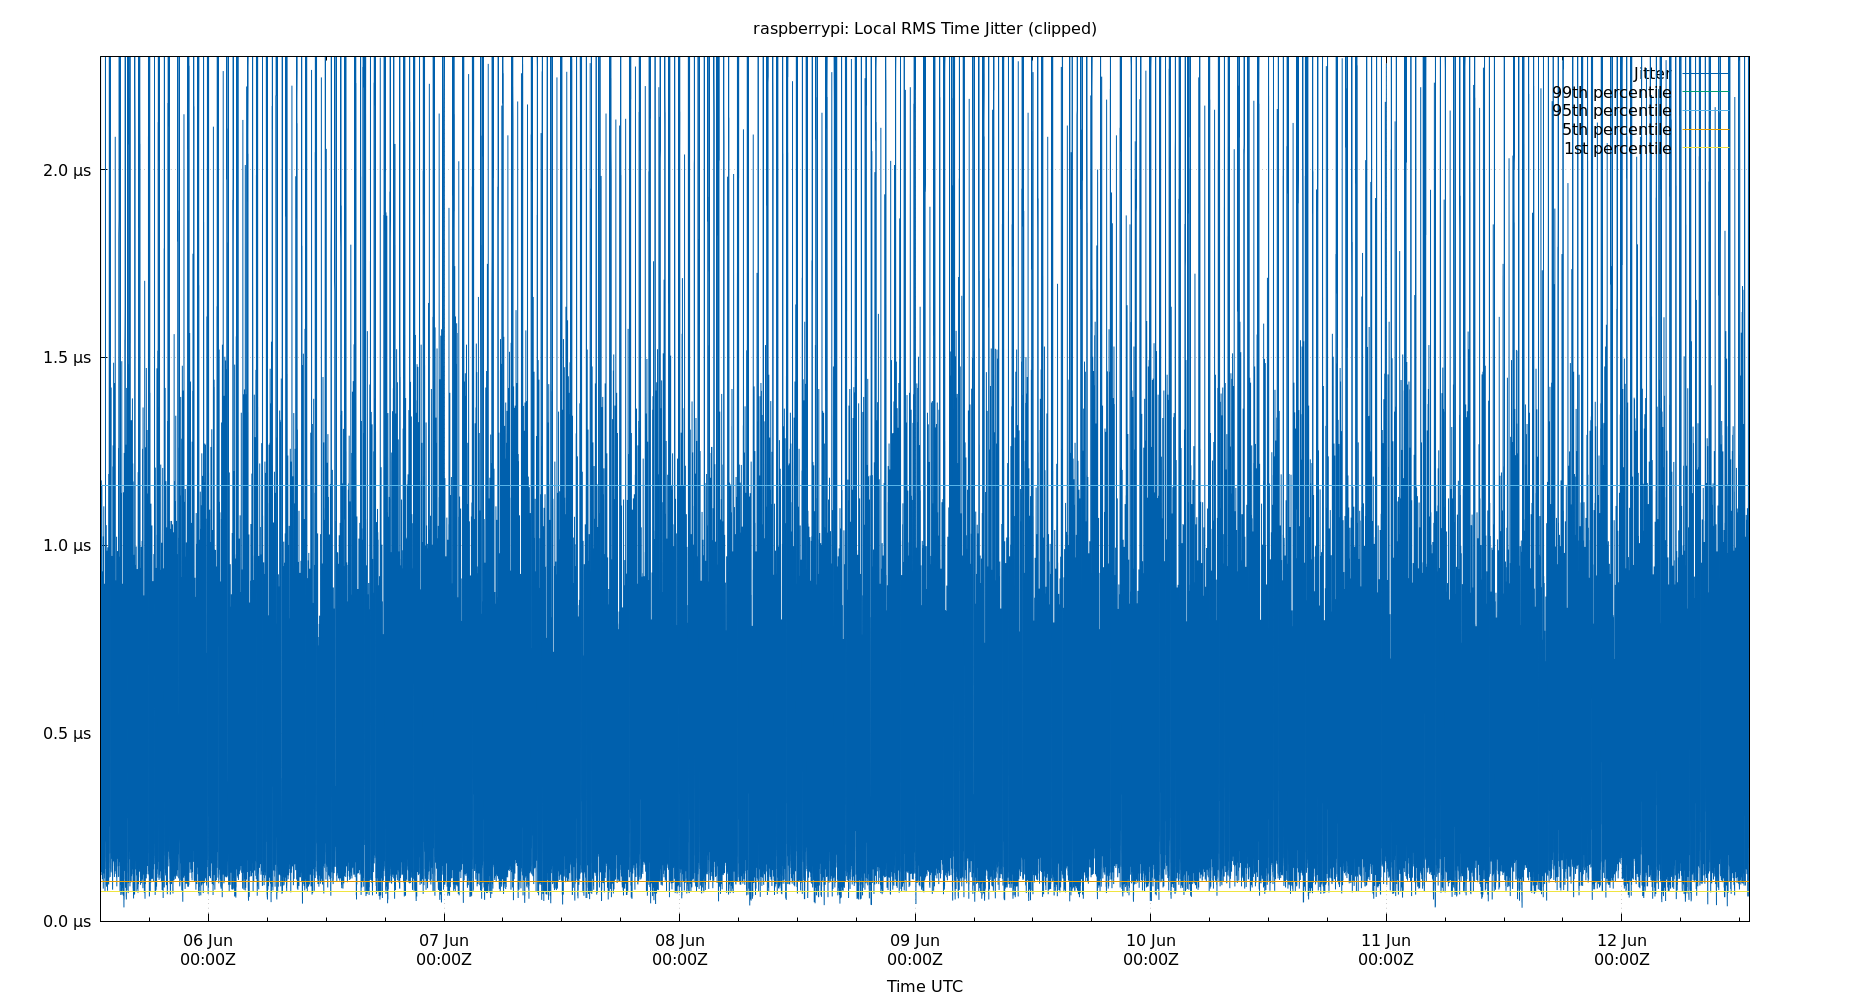 raspberrypi: Local RMS Time Jitter (clipped)
Jitter
99th percentile
95th percentile
5th percentile
1st percentile
2.0 µs
1.5 µs
1.0 µs
0.5 µs
0.0 µs
06 Jun 07 Jun 08 Jun 09 Jun 10 Jun 11 Jun 12 Jun
00:00Z 00:00Z 00:00Z 00:00Z 00:00Z 00:00Z 00:00Z
Time UTC